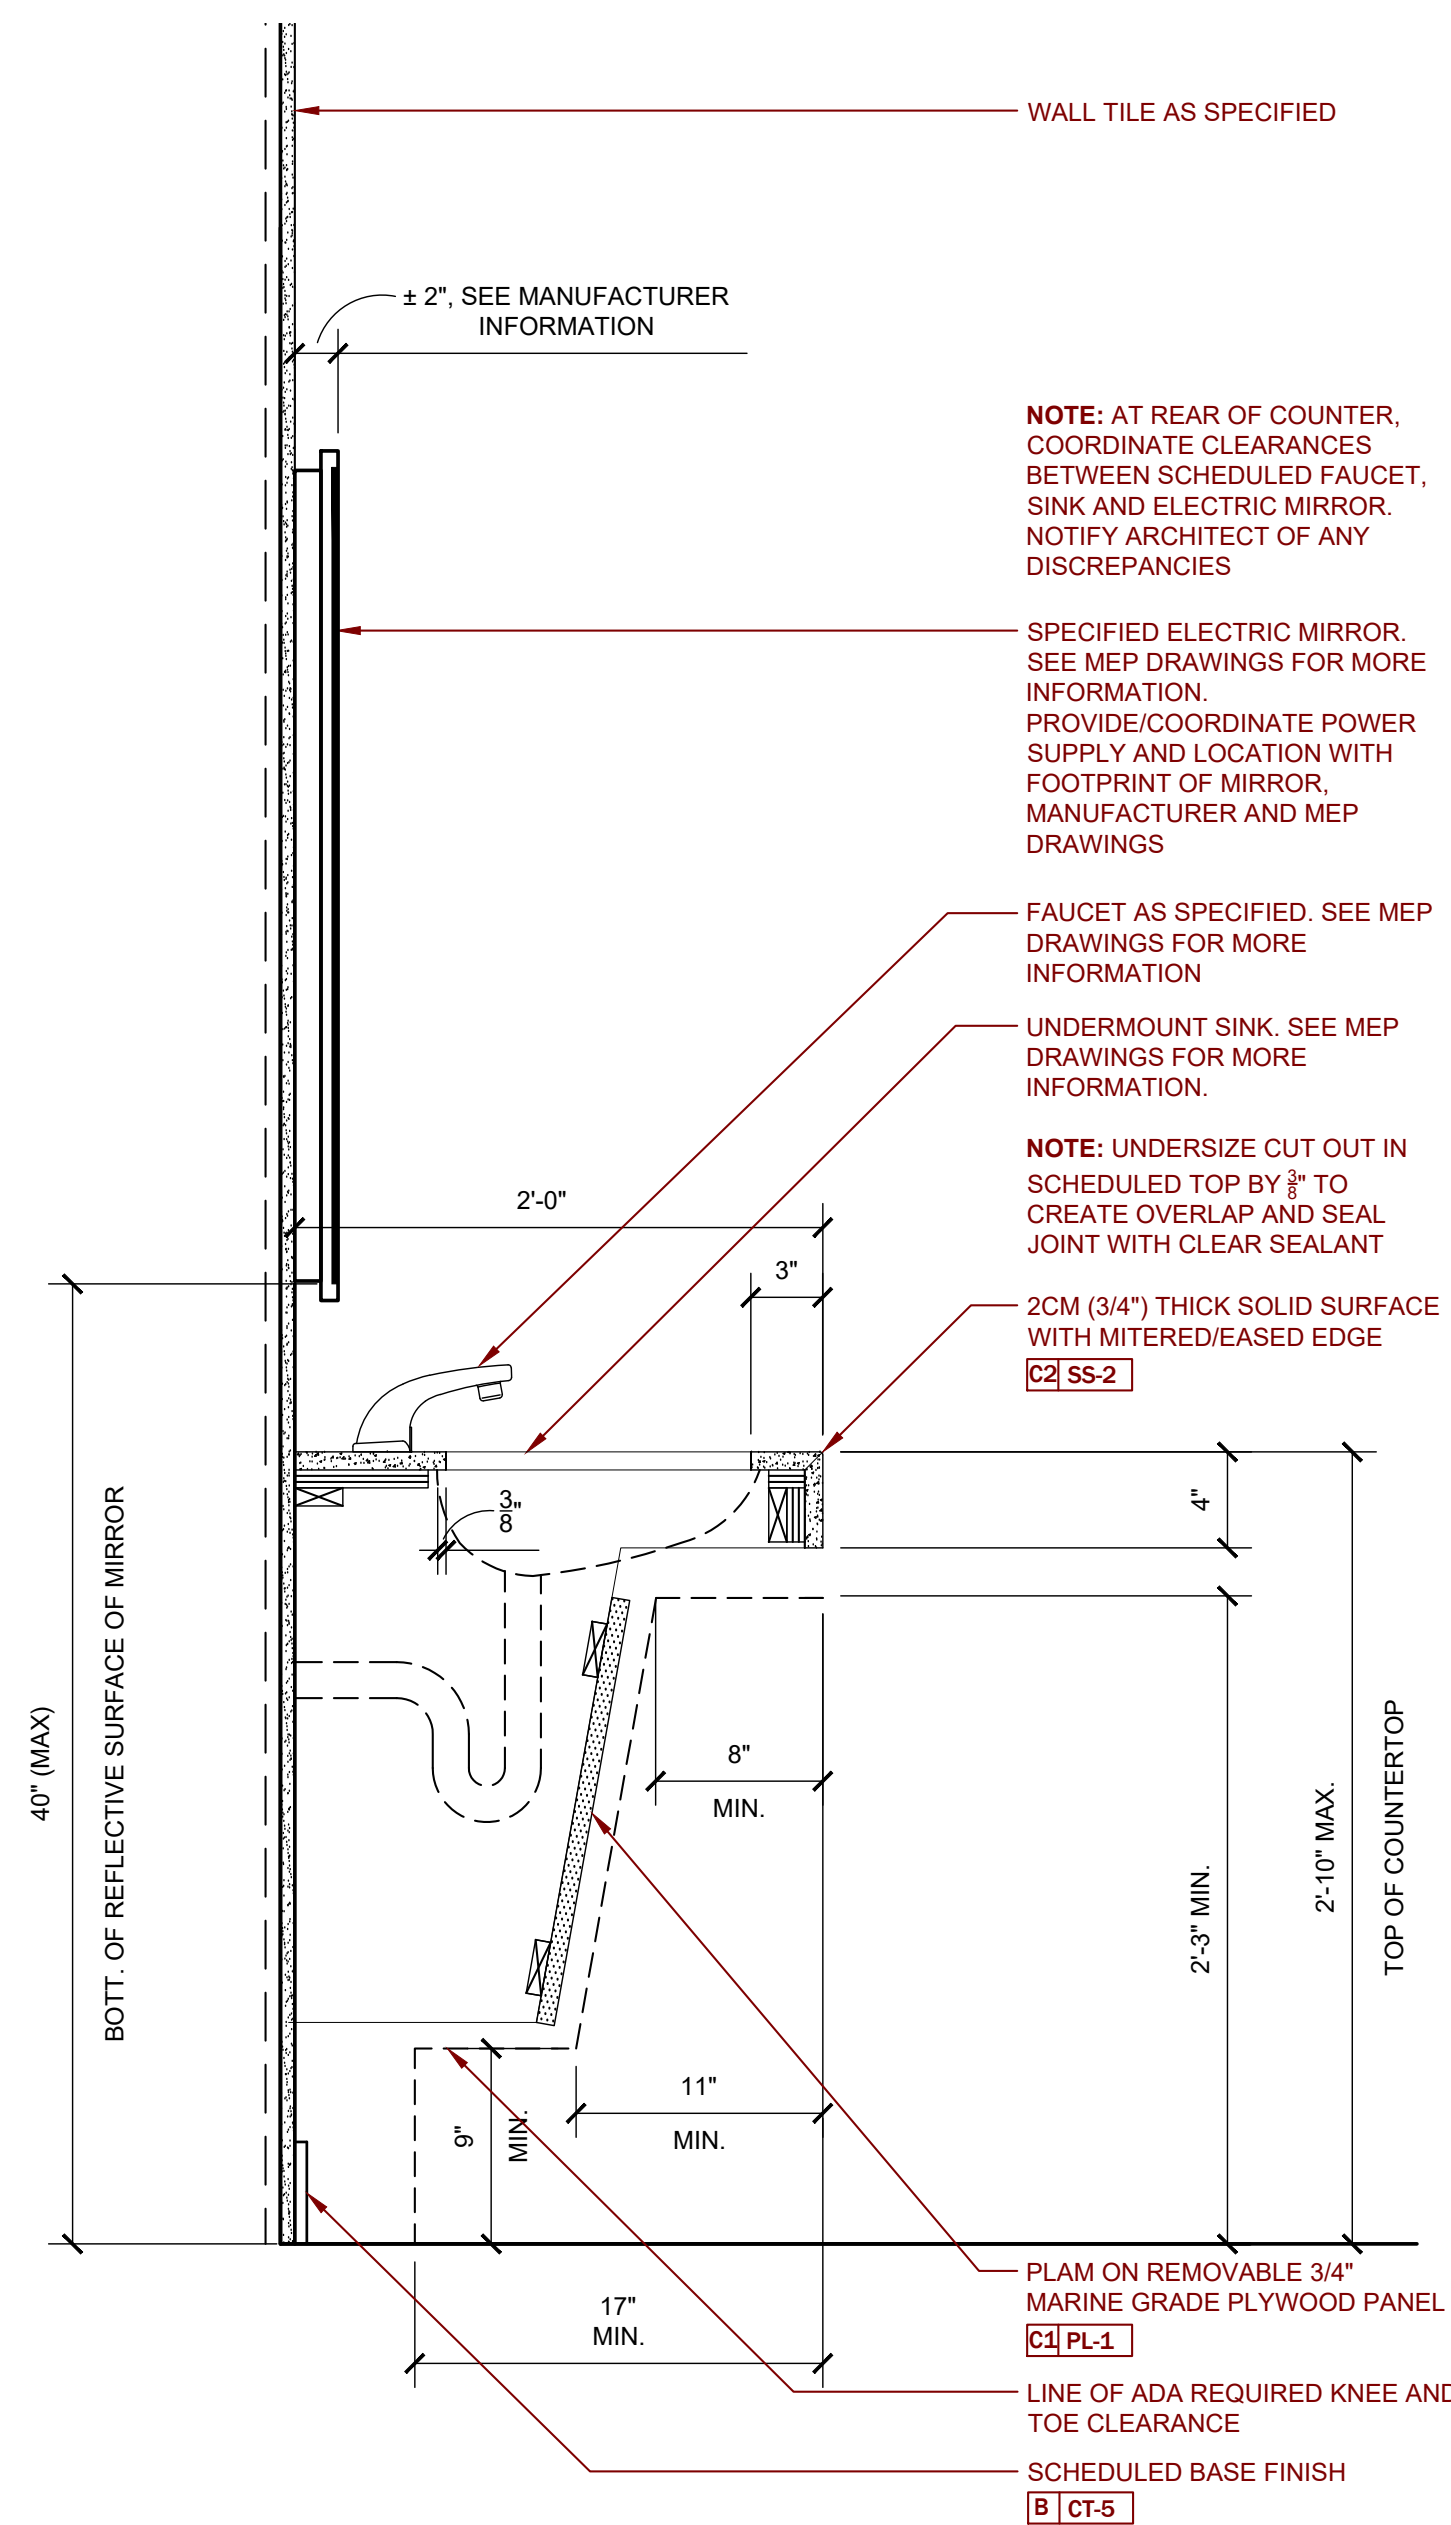 WALL TILE AS SPECIFIED
± 2", SEE MANUFACTURER
INFORMATION
NOTE: AT REAR OF COUNTER,
COORDINATE CLEARANCES
BETWEEN SCHEDULED FAUCET,
SINK AND ELECTRIC MIRROR.
NOTIFY ARCHITECT OF ANY
DISCREPANCIES
SPECIFIED ELECTRIC MIRROR.
SEE MEP DRAWINGS FOR MORE
INFORMATION.
PROVIDE/COORDINATE POWER
SUPPLY AND LOCATION WITH
FOOTPRINT OF MIRROR,
MANUFACTURER AND MEP
DRAWINGS
FAUCET AS SPECIFIED. SEE MEP
DRAWINGS FOR MORE
INFORMATION
UNDERMOUNT SINK. SEE MEP
DRAWINGS FOR MORE
INFORMATION.
NOTE: UNDERSIZE CUT OUT IN
SCHEDULED TOP BY 3/8" TO
CREATE OVERLAP AND SEAL
JOINT WITH CLEAR SEALANT
2'-0"
3"
2CM (3/4") THICK SOLID SURFACE
WITH MITERED/EASED EDGE
C2 SS-2
3/8"
4"
40" (MAX)
BOTT. OF REFLECTIVE SURFACE OF MIRROR
8"
MIN.
2'-3" MIN.
2'-10" MAX.
TOP OF COUNTERTOP
11"
MIN.
9"
MIN.
17"
MIN.
PLAM ON REMOVABLE 3/4"
MARINE GRADE PLYWOOD PANEL
C1 PL-1
LINE OF ADA REQUIRED KNEE AND
TOE CLEARANCE
SCHEDULED BASE FINISH
B CT-5